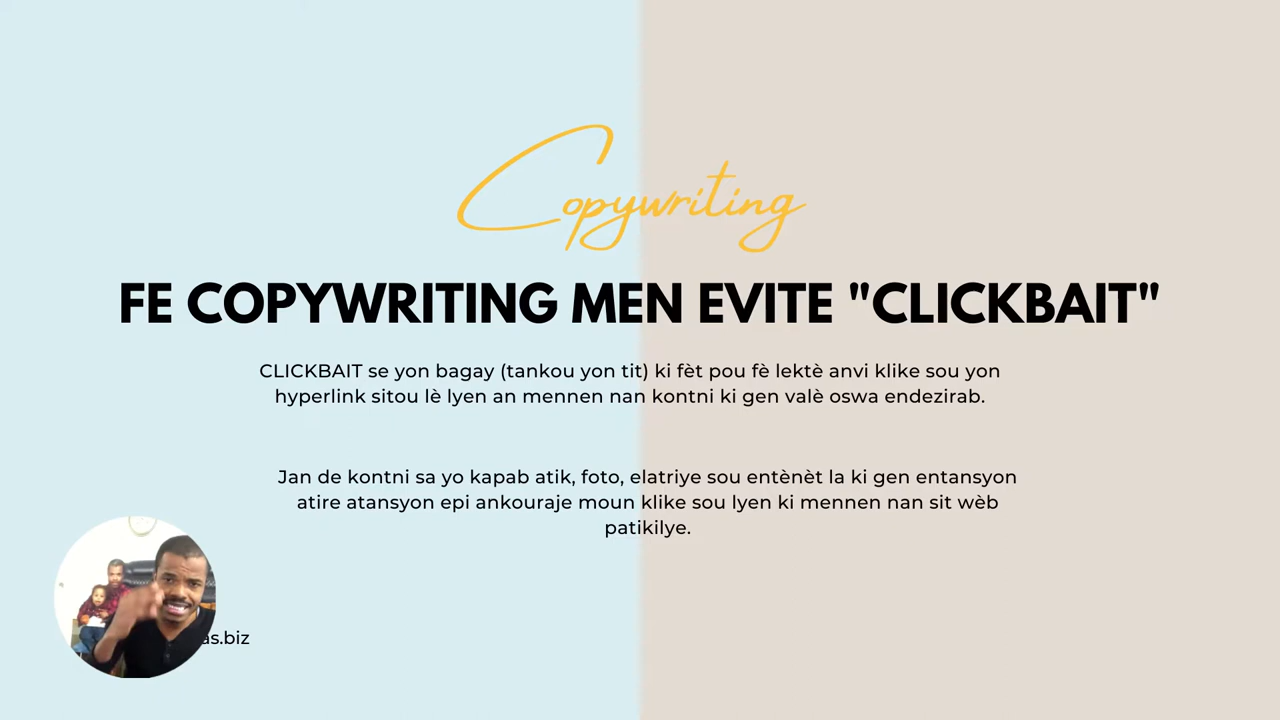 Copywriting
FE COPYWRITING MEN EVITE "CLICKBAIT"
CLICKBAIT se yon bagay (tankou yon tit) ki fèt pou fè lektè anvi klike sou yon
hyperlink sitou lè lyen an mennen nan kontni ki gen valè oswa endezirab.
Jan de kontni sa yo kapab atik, foto, elatriye sou entènèt la ki gen entansyon
atire atansyon epi ankouraje moun klike sou lyen ki mennen nan sit wèb
patikilye.
as.biz